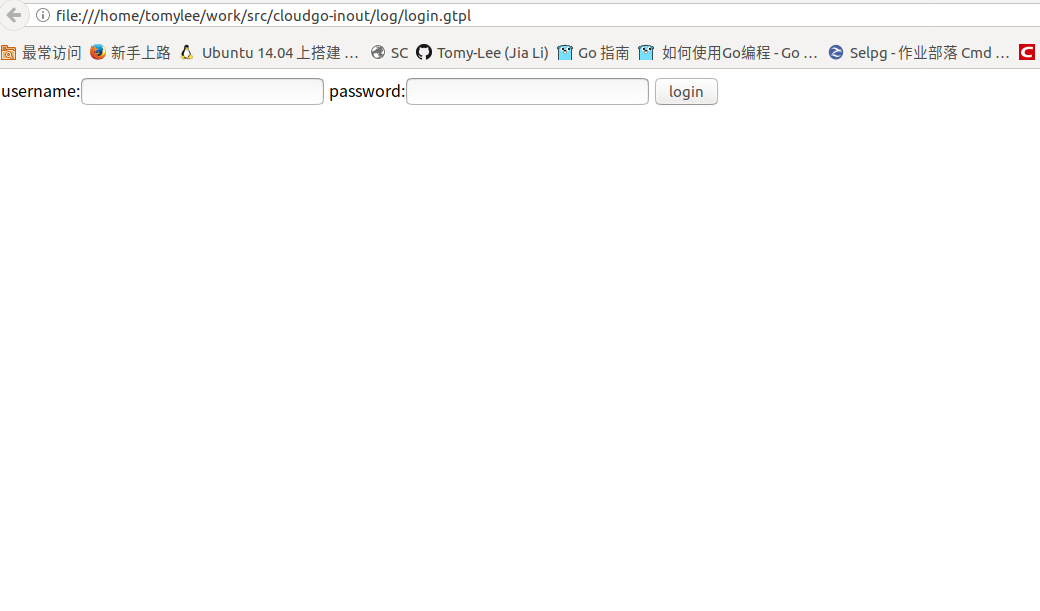 file:///home/tomylee/work/src/cloudgo-inout/log/login.gtpl
最常访问 新手上路 Ubuntu 14.04 上搭建 … SC Tomy-Lee (Jia Li) Go 指南 如何使用Go编程 - Go … Selpg - 作业部落 Cmd …
username: password: login